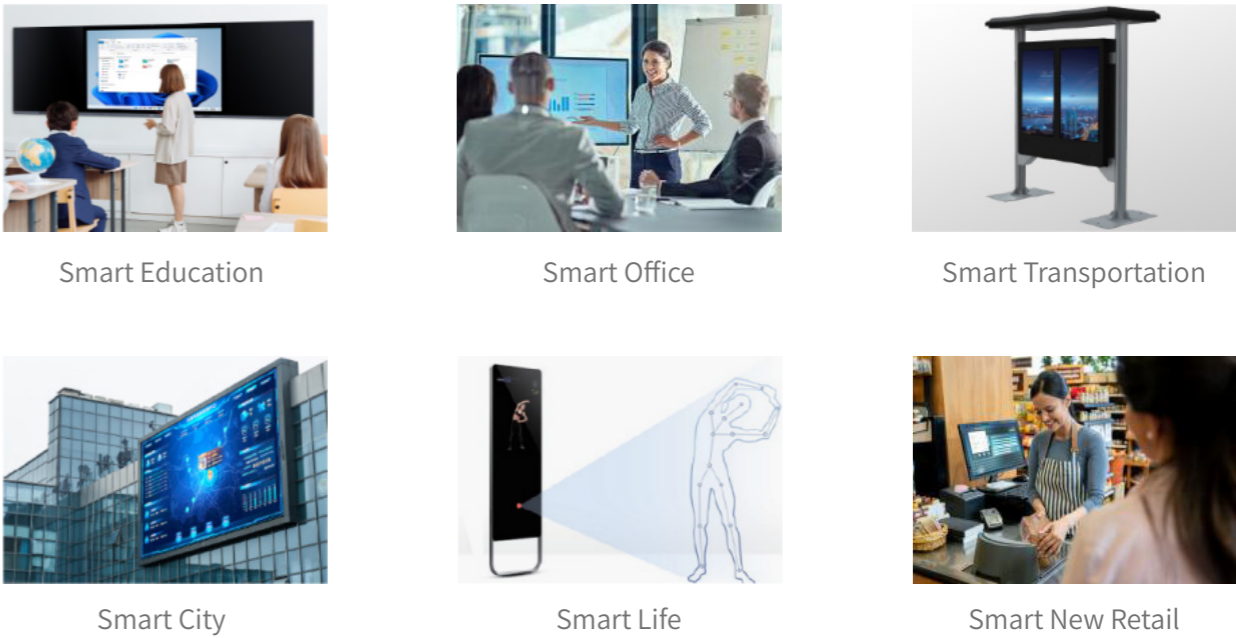 Smart Education
Smart Office
Smart Transportation
Smart City
Smart Life
Smart New Retail